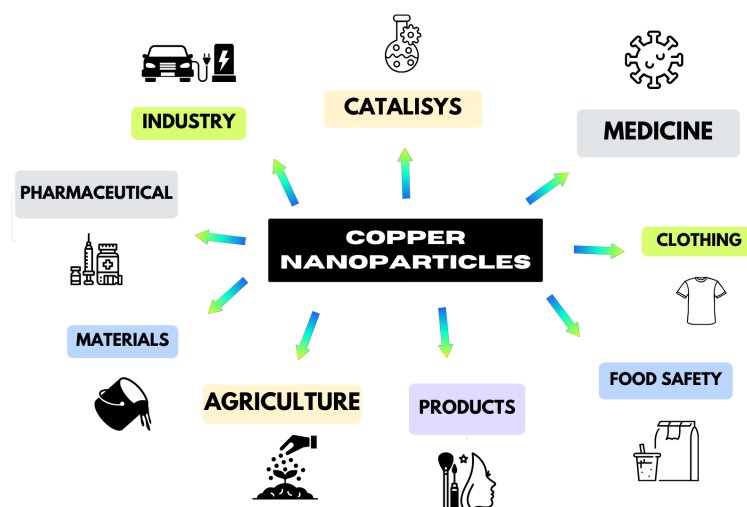 CATALISYS
INDUSTRY
MEDICINE
PHARMACEUTICAL
COPPER
NANOPARTICLES
CLOTHING
MATERIALS
FOOD SAFETY
AGRICULTURE
PRODUCTS